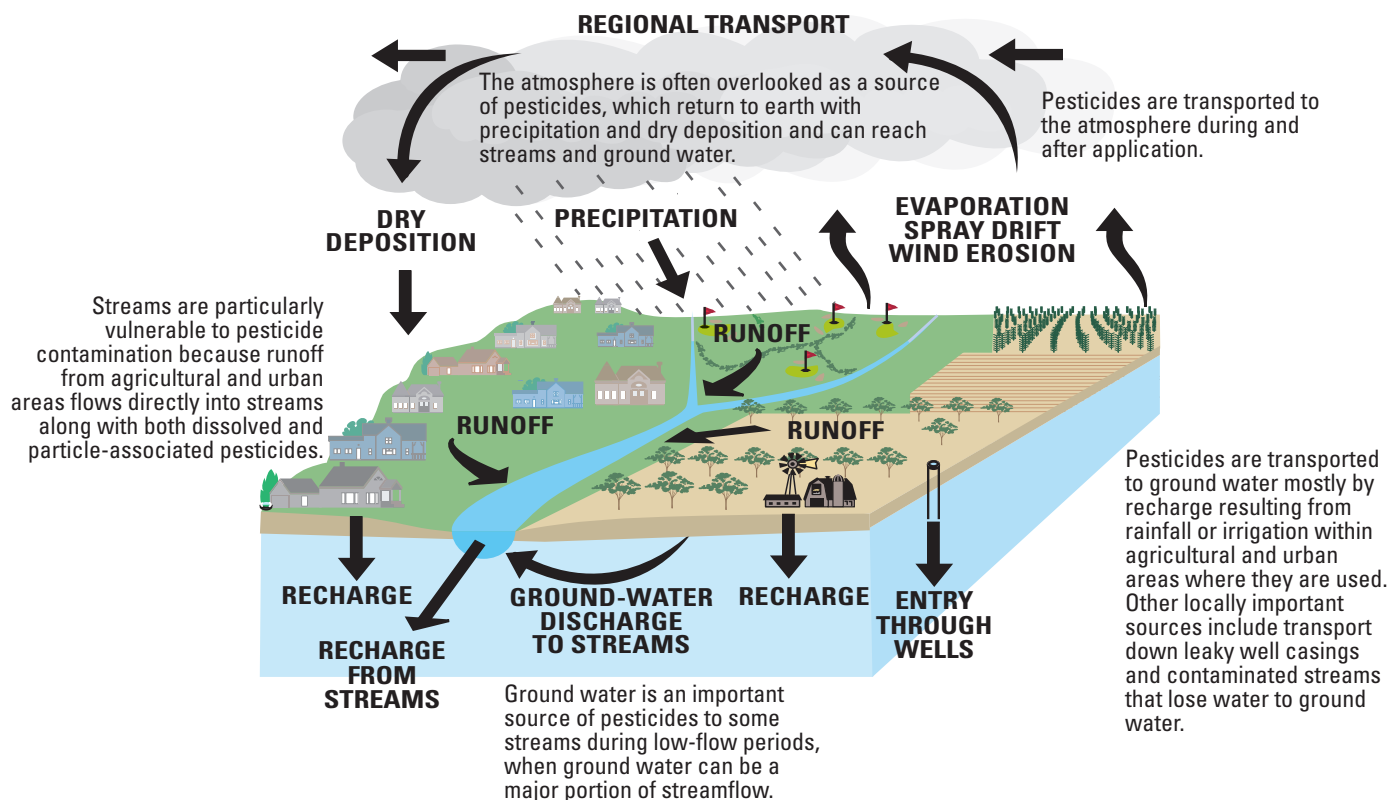 REGIONAL TRANSPORT
The atmosphere is often overlooked as a source
of pesticides, which return to earth with
precipitation and dry deposition and can reach
streams and ground water.
Pesticides are transported to
the atmosphere during and
after application.
DRY
DEPOSITION
PRECIPITATION
EVAPORATION
SPRAY DRIFT
WIND EROSION
Streams are particularly
vulnerable to pesticide
contamination because runoff
from agricultural and urban
areas flows directly into streams
along with both dissolved and
particle-associated pesticides.
RUNOFF
RUNOFF
RUNOFF
Pesticides are transported
to ground water mostly by
recharge resulting from
rainfall or irrigation within
agricultural and urban
areas where they are used.
Other locally important
sources include transport
down leaky well casings
and contaminated streams
that lose water to ground
water.
RECHARGE
RECHARGE
FROM
STREAMS
GROUND-WATER
DISCHARGE
TO STREAMS
RECHARGE
ENTRY
THROUGH
WELLS
Ground water is an important
source of pesticides to some
streams during low-flow periods,
when ground water can be a
major portion of streamflow.